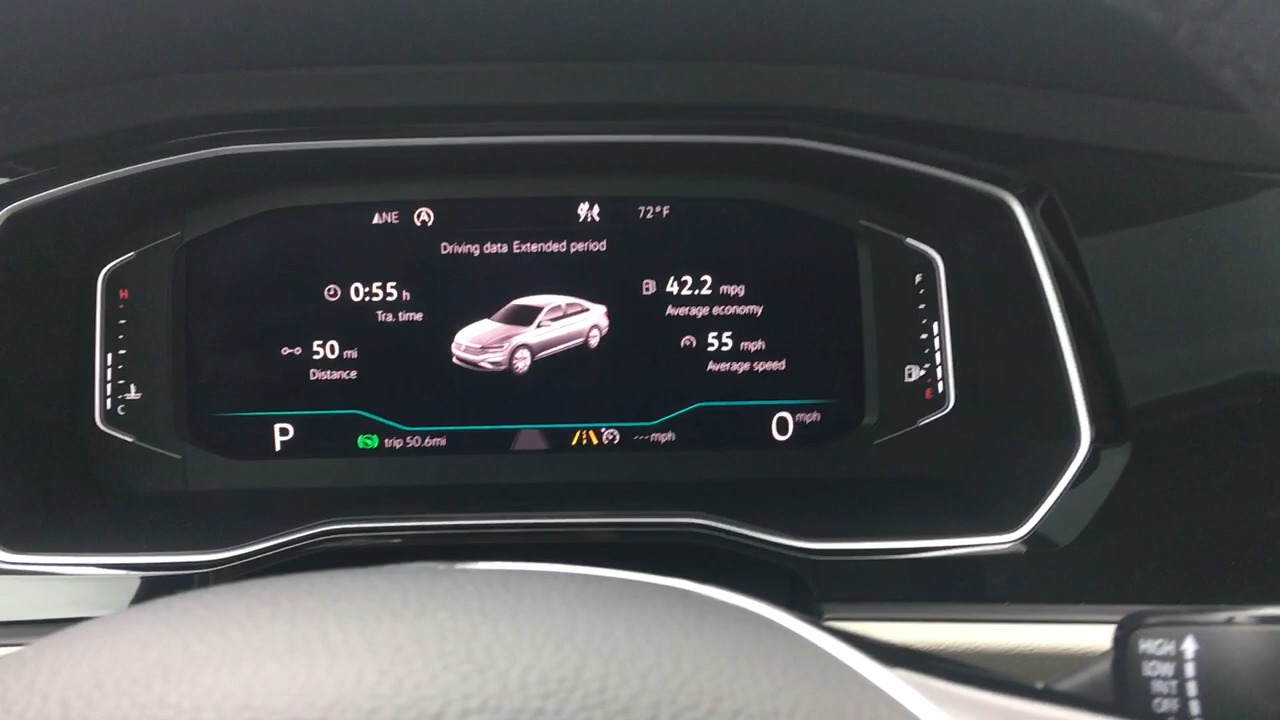 NE A 72°F
Driving data Extended period
0:55 h
Tra. time
42.2 mpg
Average economy
50 mi
Distance
55 mph
Average speed
H
C
F
E
P
trip 50.6mi
---mph
0 mph
HIGH
LOW
INT
OFF